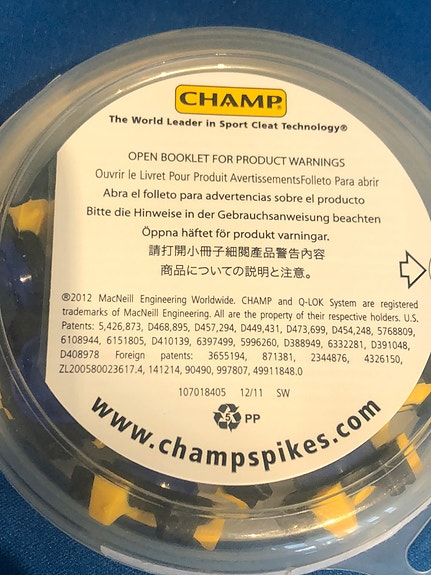 CHAMP®
The World Leader in Sport Cleat Technology®
OPEN BOOKLET FOR PRODUCT WARNINGS
Ouvrir le Livret Pour Produit AvertissementsFolleto Para abrir
Abra el folleto para advertencias sobre el producto
Bitte die Hinweise in der Gebrauchsanweisung beachten
Öppna häftet för produkt varningar.
請打開小冊子細閱產品警告內容
商品についての説明と注意。
®2012 MacNeill Engineering Worldwide. CHAMP and Q-LOK System are registered
trademarks of MacNeill Engineering. All are the property of their respective holders. U.S.
Patents: 5,426,873, D468,895, D457,294, D449,431, D473,699, D454,248, 5768809,
6108944, 6151805, D410139, 6397499, 5996260, D388949, 6332281, D391048,
D408978 Foreign patents: 3655194, 871381, 2344876, 4326150,
ZL200580023617.4, 141214, 90490, 997807, 49911848.0
107018405 12/11 SW
5 PP
www.champspikes.com